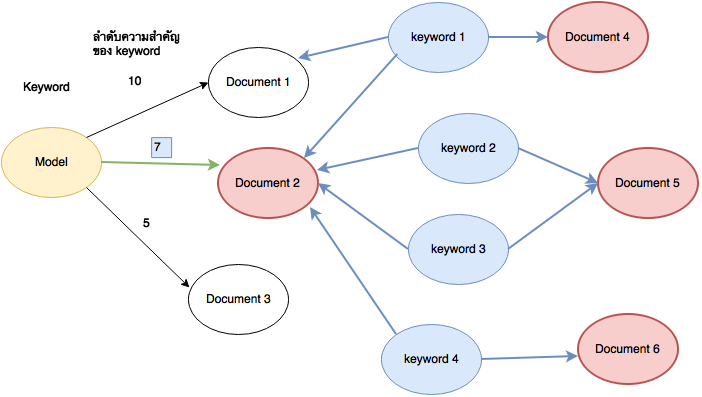 ลำดับความสำคัญ
ของ keyword
keyword 1
Document 4
10
Document 1
Keyword
7
keyword 2
Model
Document 2
Document 5
5
keyword 3
Document 3
keyword 4
Document 6